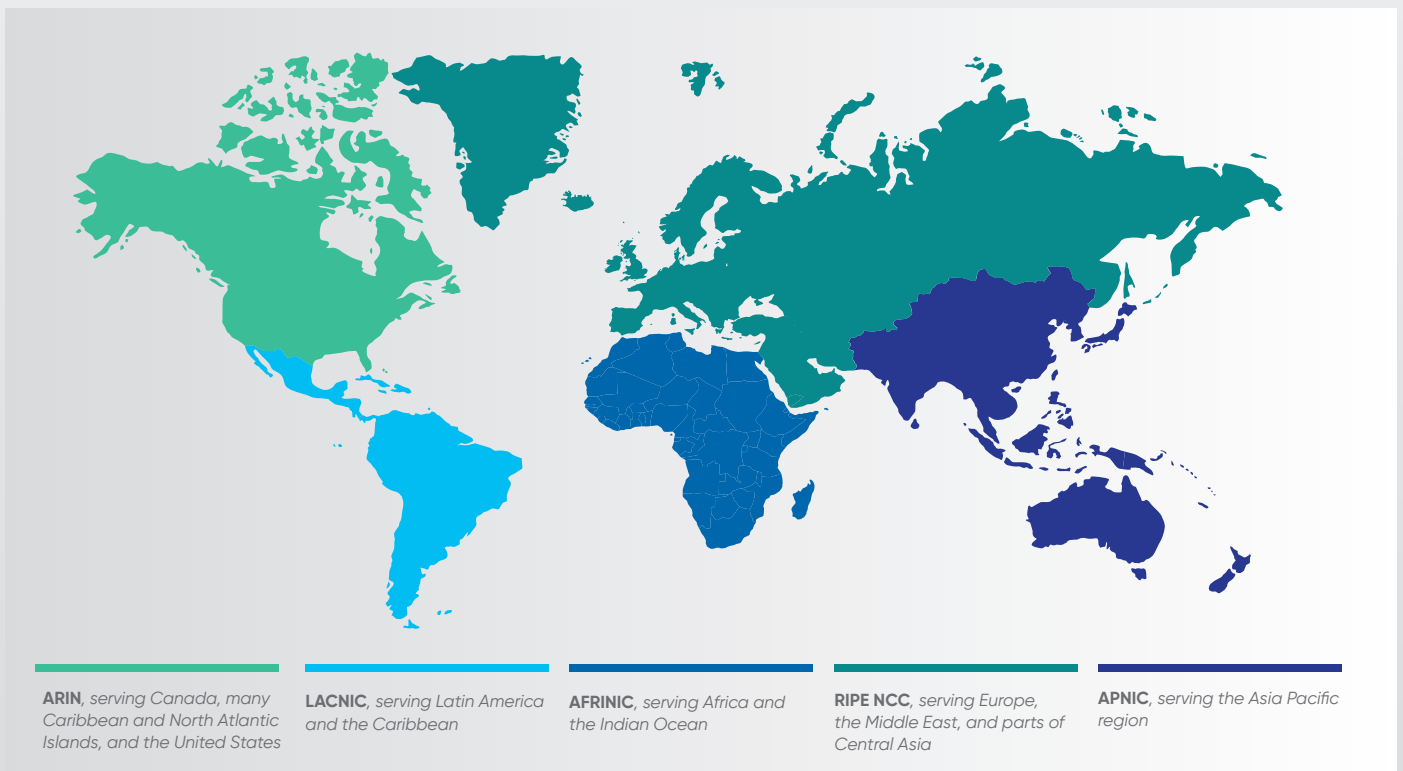 ARIN, serving Canada, many
Caribbean and North Atlantic
Islands, and the United States
LACNIC, serving Latin America
and the Caribbean
AFRINIC, serving Africa and
the Indian Ocean
RIPE NCC, serving Europe,
the Middle East, and parts of
Central Asia
APNIC, serving the Asia Pacific
region